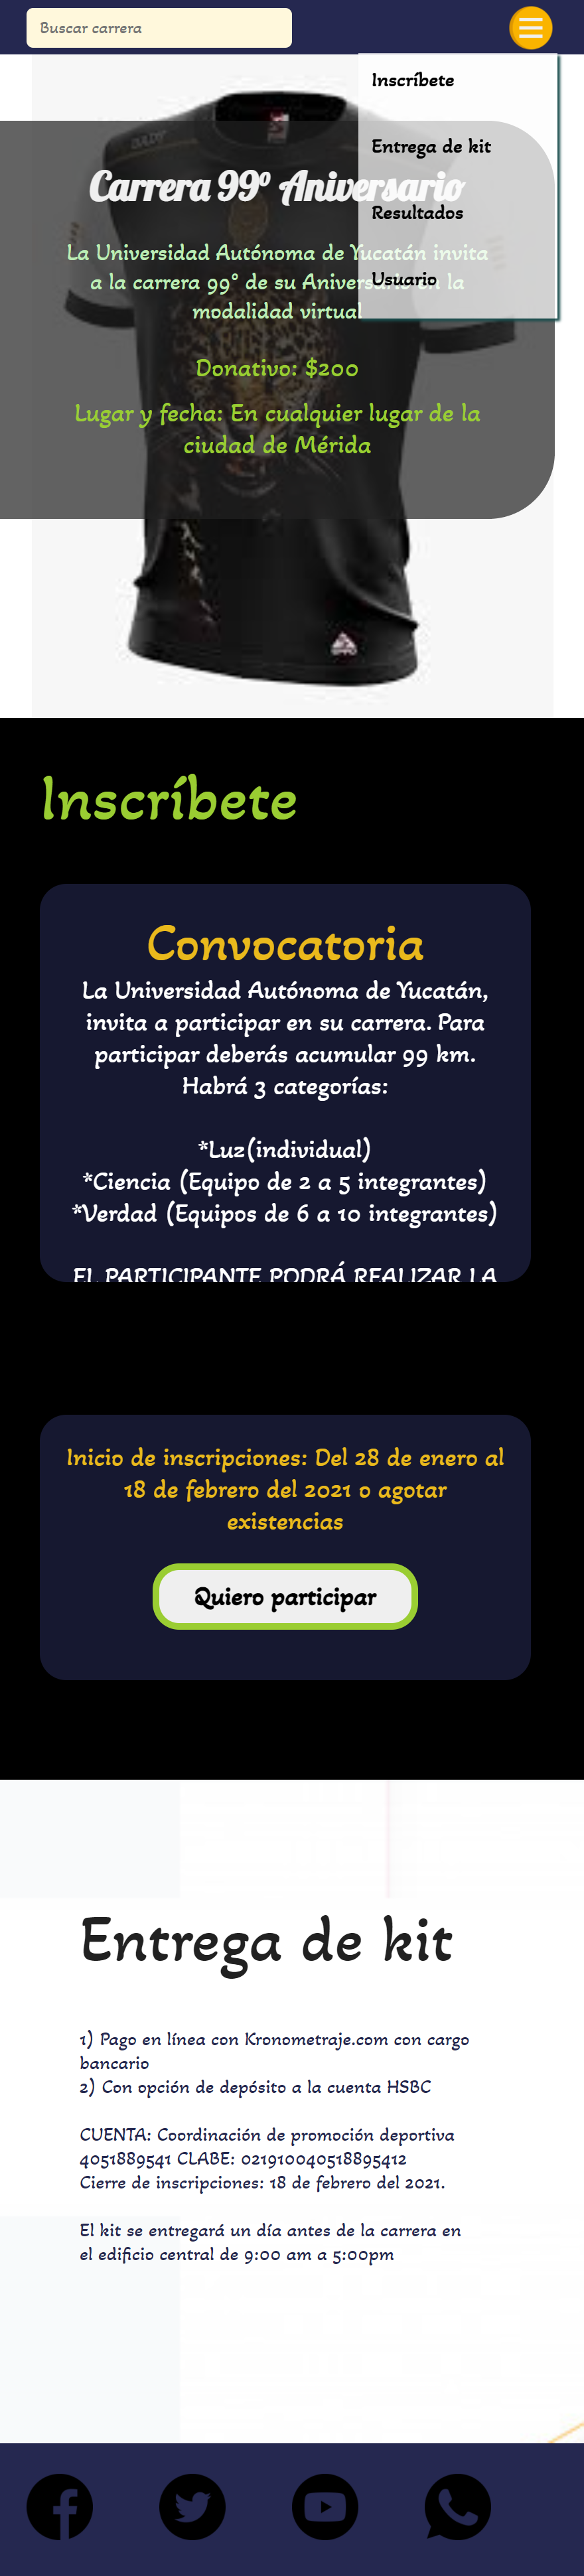 Buscar carrera
Inscríbete
Entrega de kit
Resultados
Usuario
Carrera 99º Aniversario
La Universidad Autónoma de Yucatán invita
a la carrera 99° de su Aniversario en la
modalidad virtual
Donativo: $200
Lugar y fecha: En cualquier lugar de la
ciudad de Mérida
Inscríbete
Convocatoria
La Universidad Autónoma de Yucatán,
invita a participar en su carrera. Para
participar deberás acumular 99 km.
Habrá 3 categorías:
*Luz(individual)
*Ciencia (Equipo de 2 a 5 integrantes)
*Verdad (Equipos de 6 a 10 integrantes)
EL PARTICIPANTE PODRÁ REALIZAR LA
Inicio de inscripciones: Del 28 de enero al
18 de febrero del 2021 o agotar
existencias
Quiero participar
Entrega de kit
1) Pago en línea con Kronometraje.com con cargo
bancario
2) Con opción de depósito a la cuenta HSBC
CUENTA: Coordinación de promoción deportiva
4051889541 CLABE: 021910040518895412
Cierre de inscripciones: 18 de febrero del 2021.
El kit se entregará un día antes de la carrera en
el edificio central de 9:00 am a 5:00pm